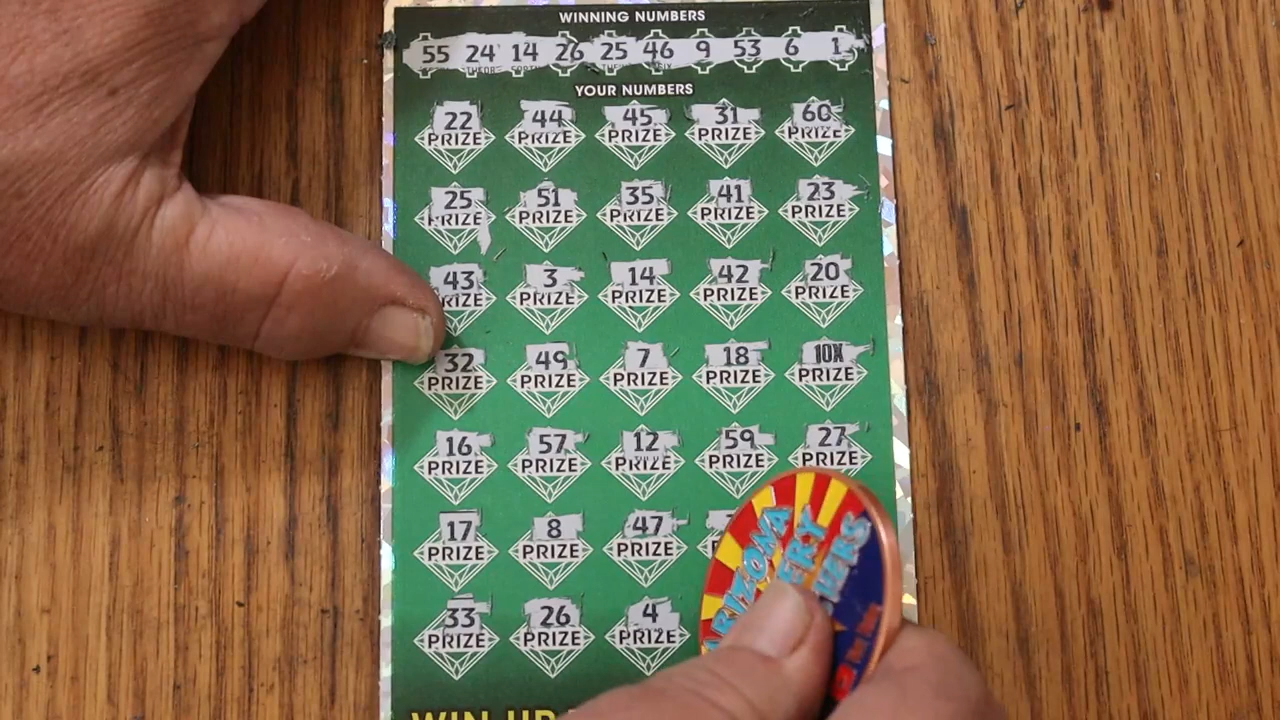 WINNING NUMBERS
55 24 14 26 25 46 9 53 6 1
YOUR NUMBERS
22 44 45 31 60
PRIZE PRIZE PRIZE PRIZE PRIZE
25 51 35 41 23
PRIZE PRIZE PRIZE PRIZE PRIZE
43 3 14 42 20
PRIZE PRIZE PRIZE PRIZE PRIZE
32 49 7 18 10X
PRIZE PRIZE PRIZE PRIZE PRIZE
16 57 12 59 27
PRIZE PRIZE PRIZE PRIZE PRIZE
17 8 47
PRIZE PRIZE PRIZE
33 26 4
PRIZE PRIZE PRIZE
ARIZONA
WIN UP